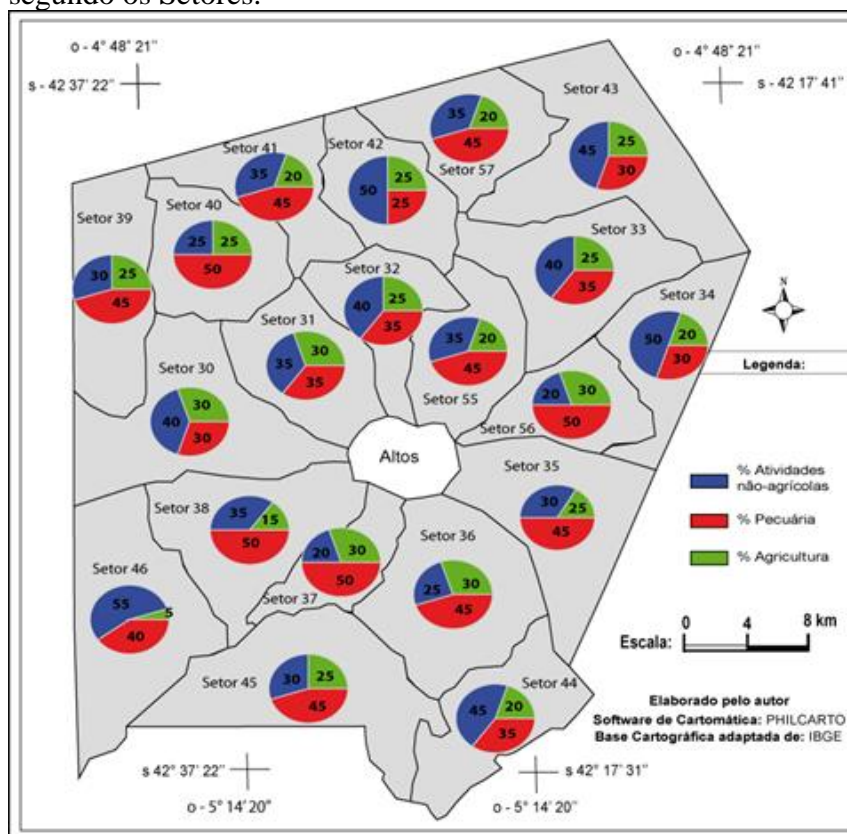 segundo os Setores.
o - 4° 48' 21"
s - 42 37' 22"
o - 4° 48' 21"
s - 42° 17' 41"
Setor 43
45 25 30
35 20 45
Setor 57
Setor 42
50 25 25
Setor 41
35 20 45
Setor 40
25 25 50
Setor 39
30 25 45
Setor 33
40 25 35
Setor 32
40 25 35
Setor 34
50 20 30
N
Legenda:
Setor 31
35 30 35
35 20 45
Setor 55
Setor 30
40 30 30
20 30 50
Setor 56
Altos
Setor 35
30 25 45
% Atividades
não-agrícolas
% Pecuária
% Agricultura
Setor 38
35 15 50
20 30 50
Setor 37
Setor 36
25 30 45
Setor 46
55 5 40
Escala: 0 4 8 km
Setor 45
30 25 45
Setor 44
45 20 35
Elaborado pelo autor
Software de Cartomática: PHILCARTO
Base Cartográfica adaptada de: IBGE
s 42° 37' 22"
o - 5° 14' 20"
s - 42° 17' 31"
o - 5° 14' 20"